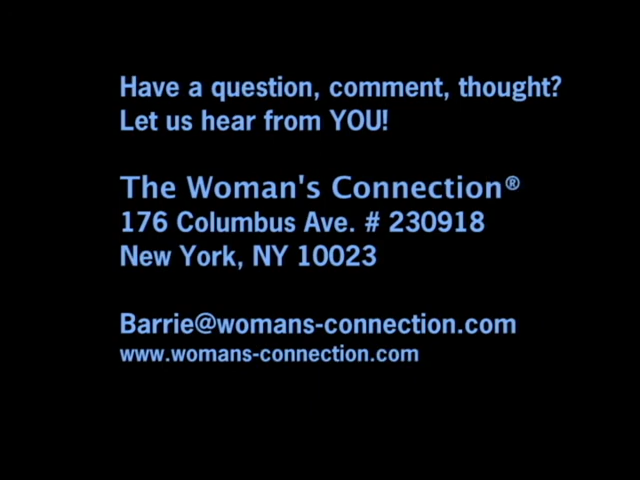 Have a question, comment, thought?
Let us hear from YOU!
The Woman's Connection®
176 Columbus Ave. # 230918
New York, NY 10023
Barrie@womans-connection.com
www.womans-connection.com